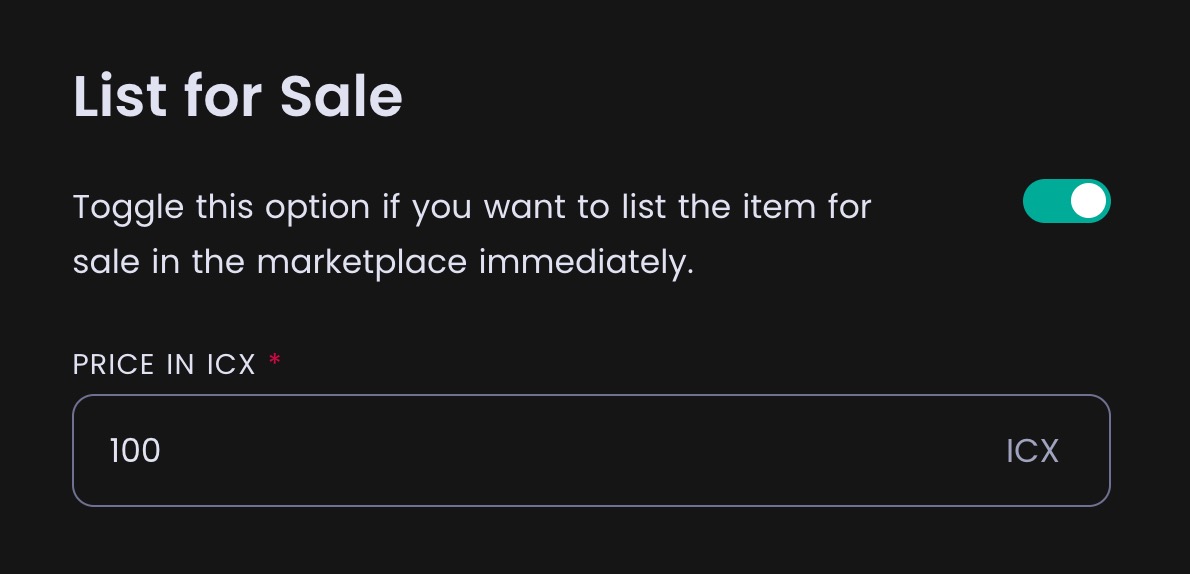 List for Sale
Toggle this option if you want to list the item for
sale in the marketplace immediately.
PRICE IN ICX *
100 ICX